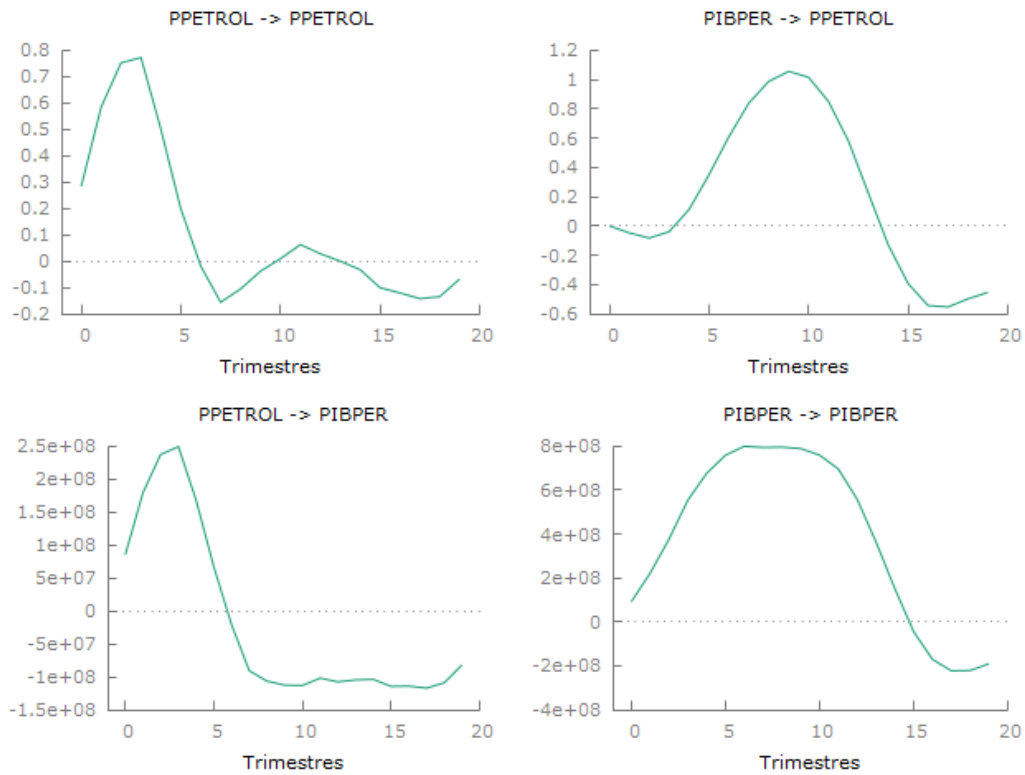 PPETROL -> PPETROL
0.8
0.7
0.6
0.5
0.4
0.3
0.2
0.1
0
-0.1
-0.2
0 5 10 15 20
Trimestres
PIBPER -> PPETROL
1.2
1
0.8
0.6
0.4
0.2
0
-0.2
-0.4
-0.6
0 5 10 15 20
Trimestres
PPETROL -> PIBPER
2.5e+08
2e+08
1.5e+08
1e+08
5e+07
0
-5e+07
-1e+08
-1.5e+08
0 5 10 15 20
Trimestres
PIBPER -> PIBPER
8e+08
6e+08
4e+08
2e+08
0
-2e+08
-4e+08
0 5 10 15 20
Trimestres